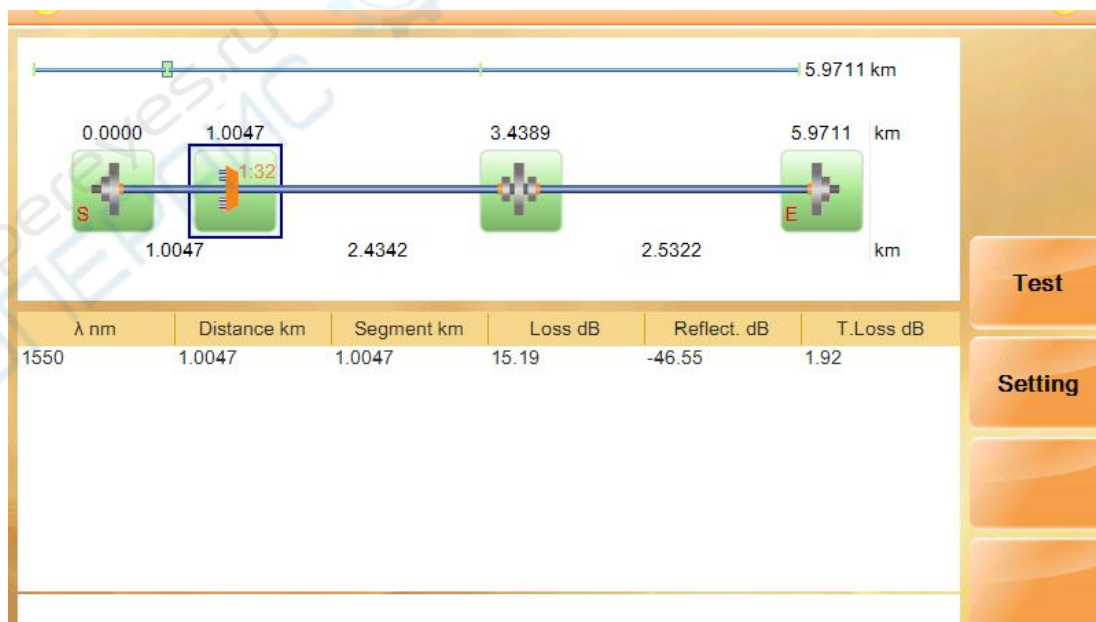 5.9711 km
0.0000 1.0047 3.4389 5.9711 km
1:32
S E
1.0047 2.4342 2.5322 km
Test
λ nm Distance km Segment km Loss dB Reflect. dB T.Loss dB
1550 1.0047 1.0047 15.19 -46.55 1.92
Setting